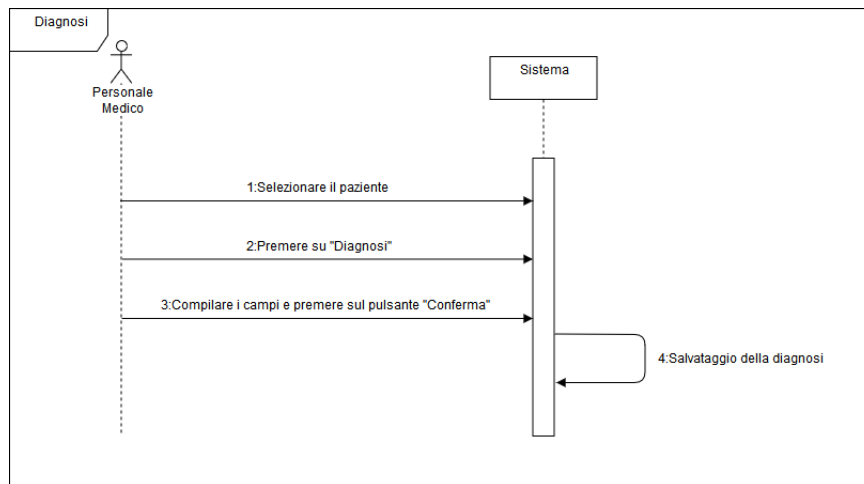 Diagnosi
Sistema
Personale
Medico
1:Selezionare il paziente
2:Premere su "Diagnosi"
3:Compilare i campi e premere sul pulsante "Conferma"
4:Salvataggio della diagnosi